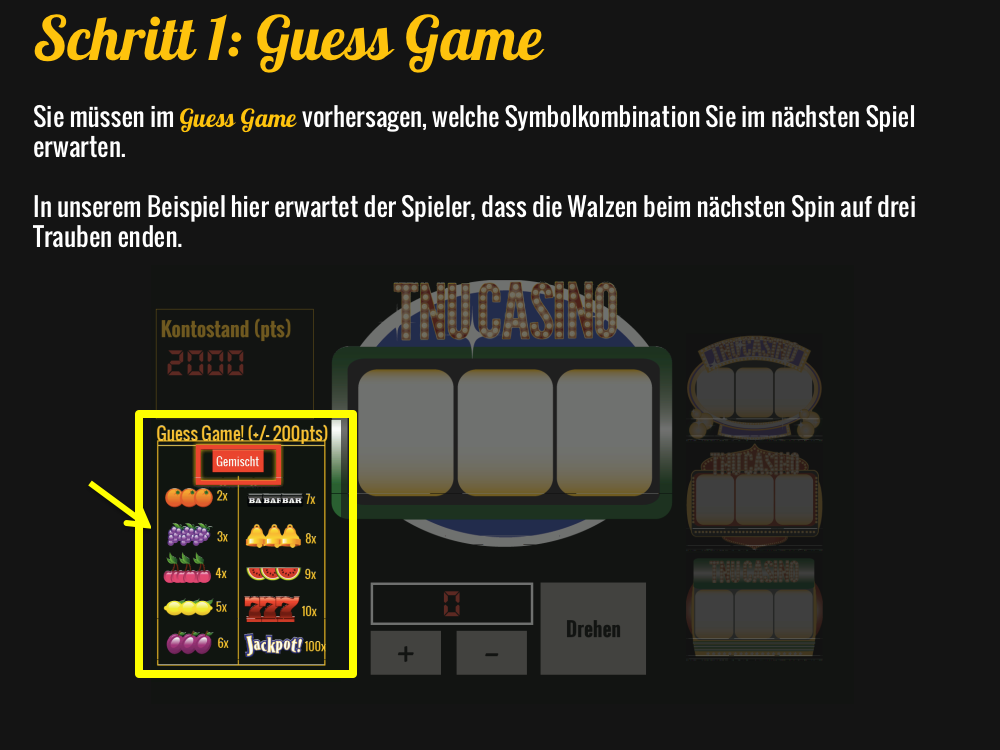 Schritt 1: Guess Game
Sie müssen im Guess Game vorhersagen, welche Symbolkombination Sie im nächsten Spiel
erwarten.
In unserem Beispiel hier erwartet der Spieler, dass die Walzen beim nächsten Spin auf drei
Trauben enden.
TNUCASINO
Kontostand (pts)
2000
TNUCASINO
Guess Game! (+/- 200pts)
Gemischt
TNUCASINO
2x
BAR BAR BAR 7x
3x
8x
4x
9x
5x
777 10x
6x
Jackpot! 100x
TNUCASINO
0
Drehen
+
-